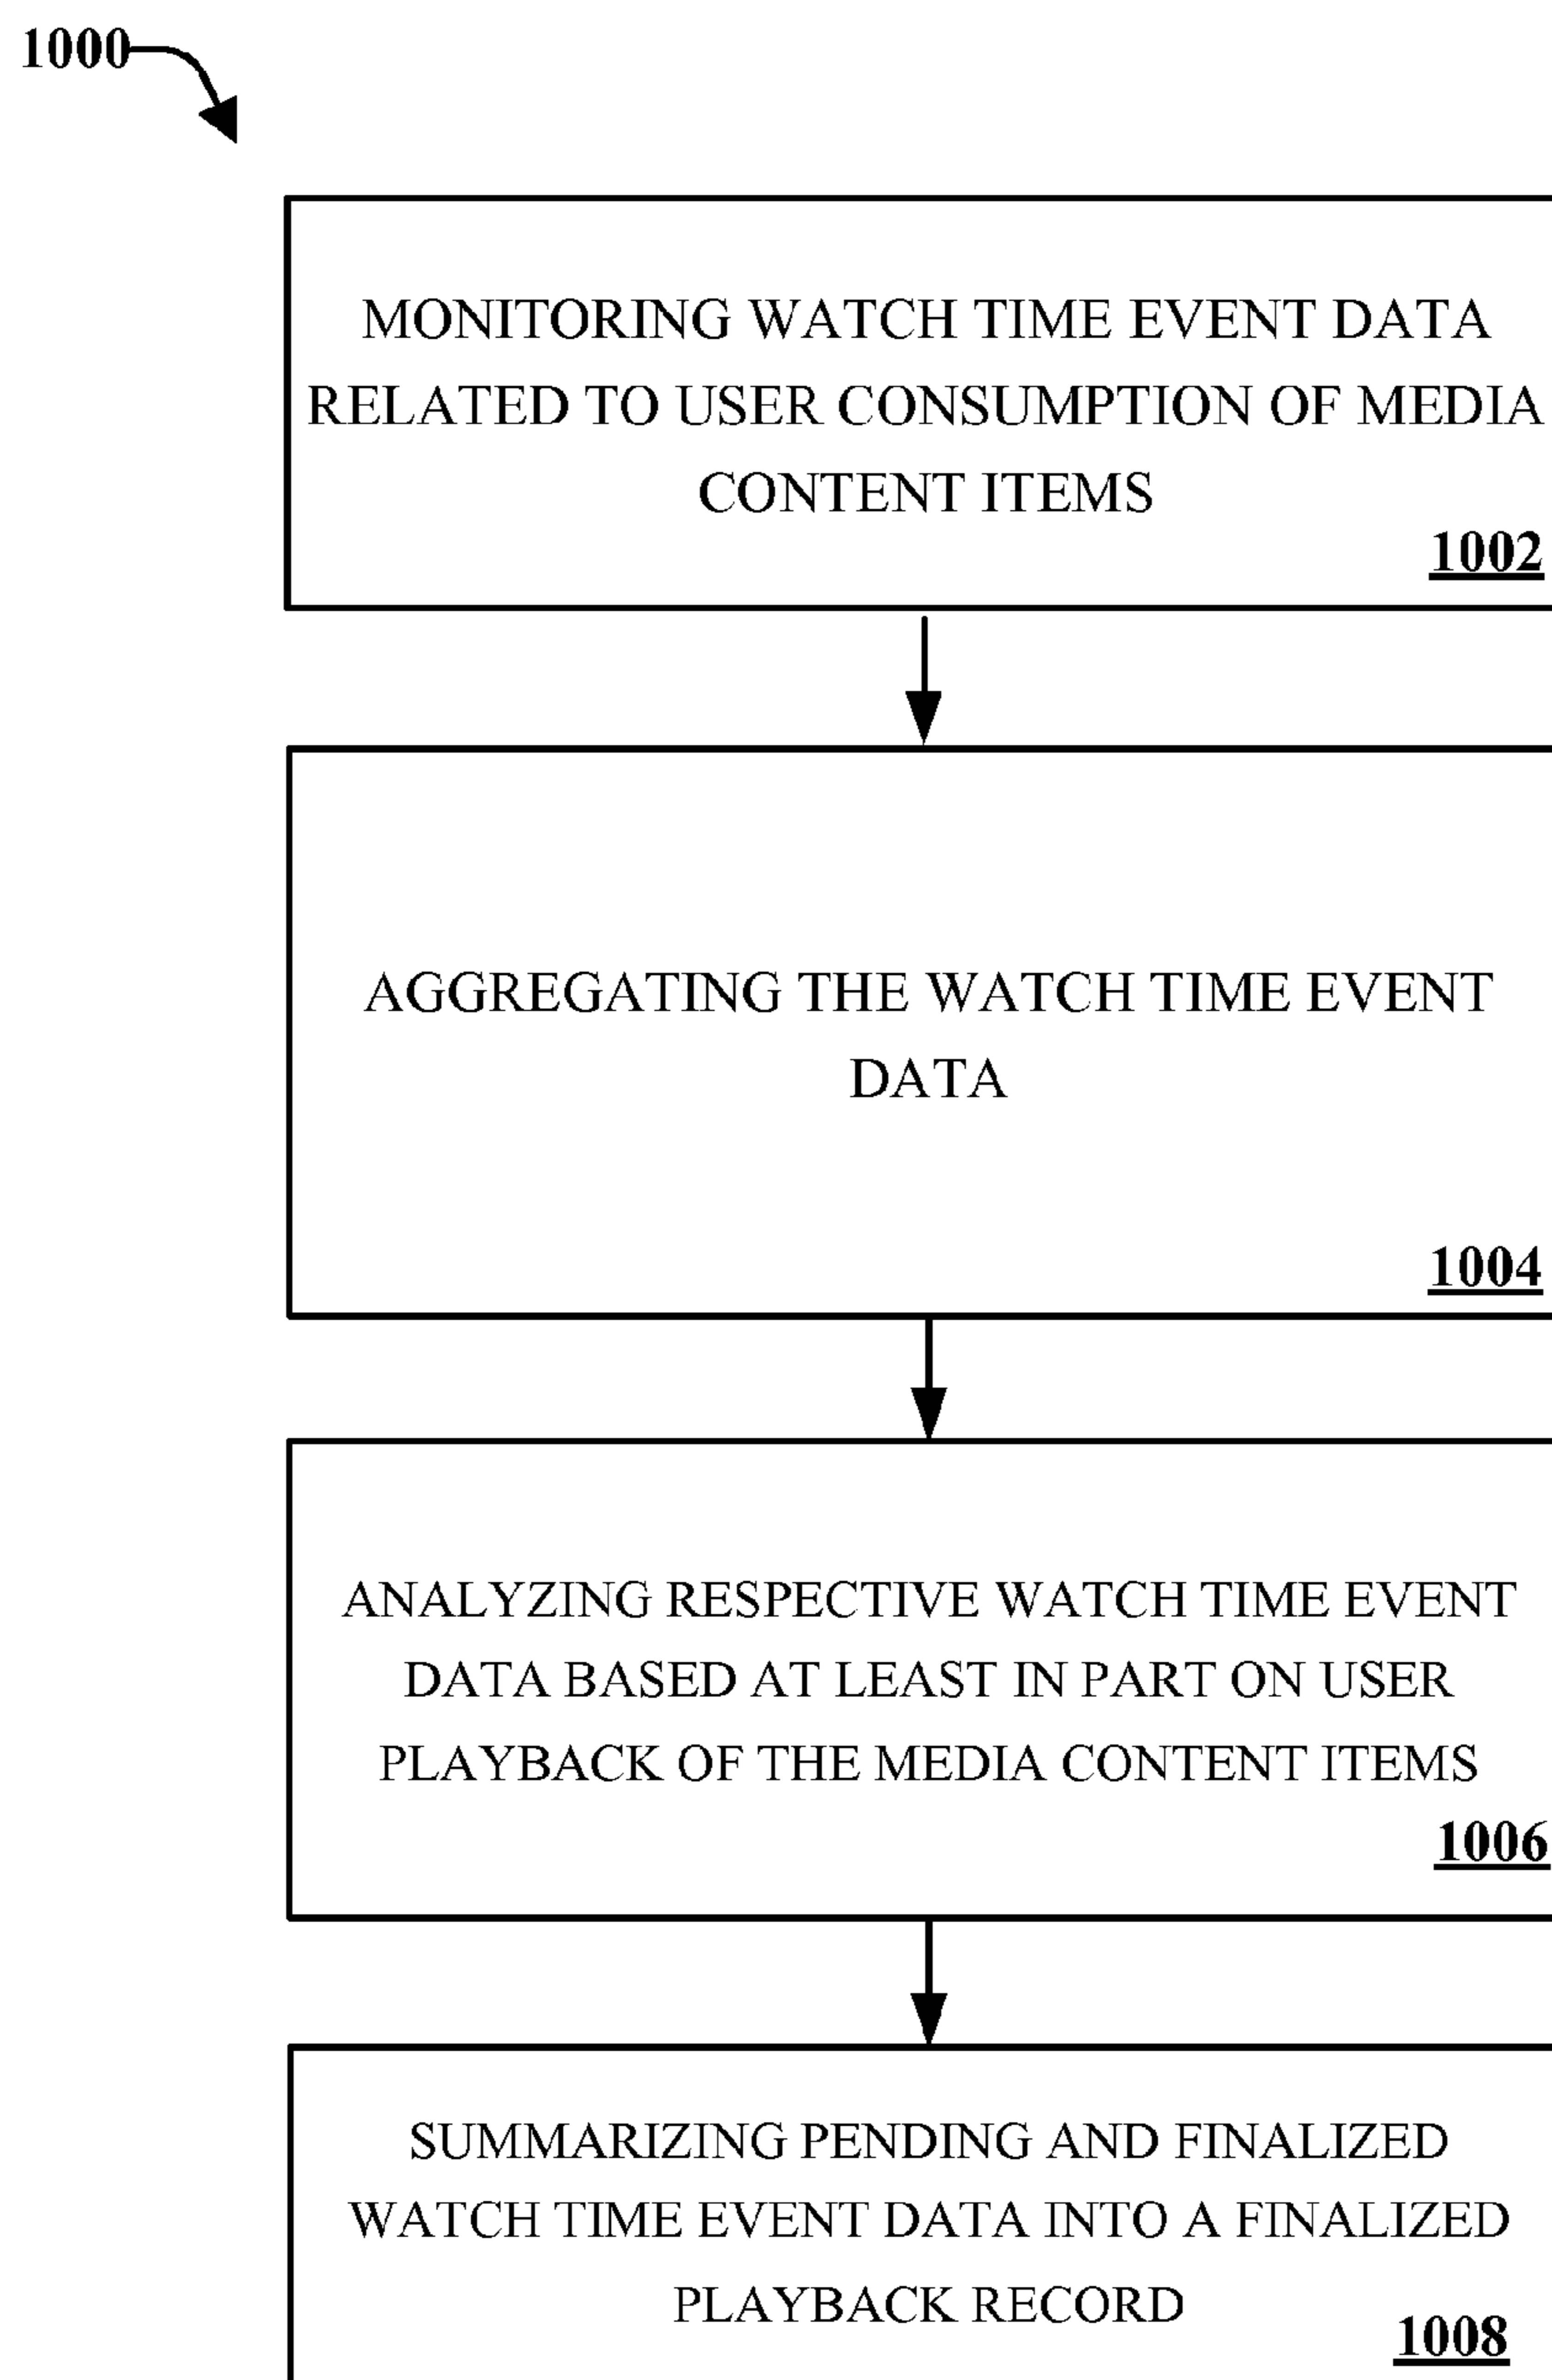 1000
MONITORING WATCH TIME EVENT DATA
RELATED TO USER CONSUMPTION OF MEDIA
CONTENT ITEMS
1002
AGGREGATING THE WATCH TIME EVENT
DATA
1004
ANALYZING RESPECTIVE WATCH TIME EVENT
DATA BASED AT LEAST IN PART ON USER
PLAYBACK OF THE MEDIA CONTENT ITEMS
1006
SUMMARIZING PENDING AND FINALIZED
WATCH TIME EVENT DATA INTO A FINALIZED
PLAYBACK RECORD
1008